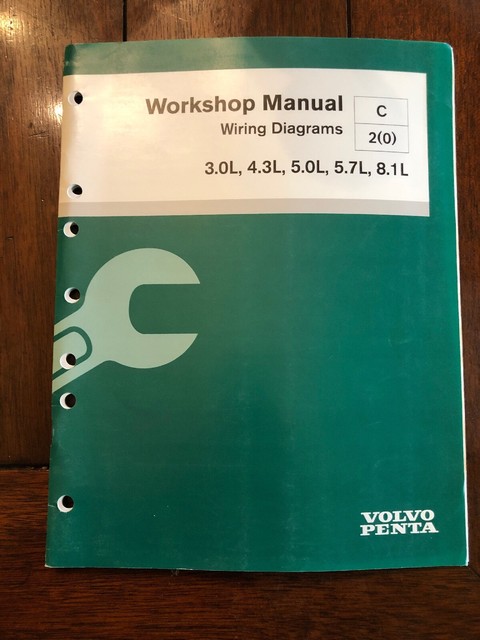 Workshop Manual
Wiring Diagrams
C
2(0)
3.0L, 4.3L, 5.0L, 5.7L, 8.1L
VOLVO
PENTA